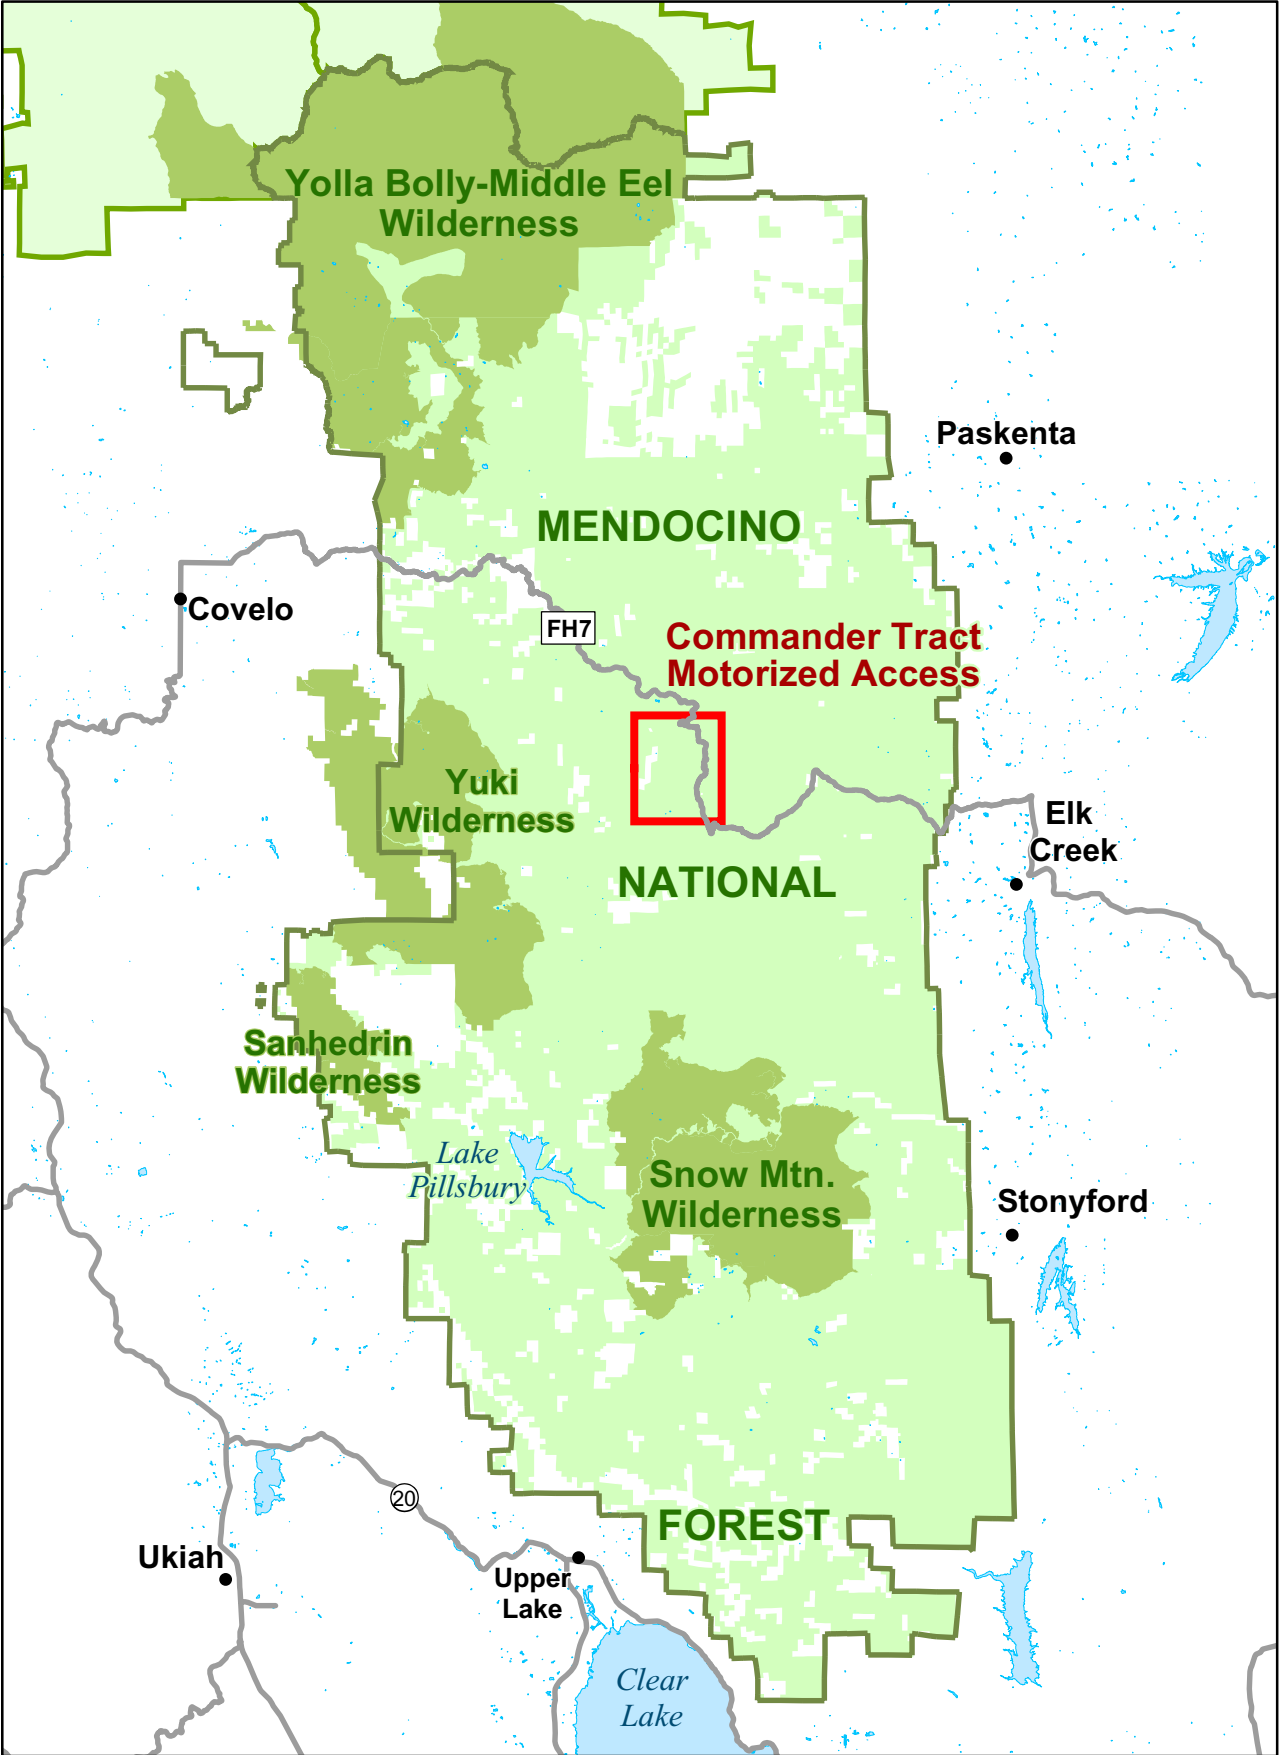 Yolla Bolly-Middle Eel
Wilderness
Paskenta
MENDOCINO
Covelo
FH7
Commander Tract
Motorized Access
Yuki
Wilderness
Elk
Creek
NATIONAL
Sanhedrin
Wilderness
Lake
Pillsbury
Snow Mtn.
Wilderness
Stonyford
20
FOREST
Ukiah
Upper
Lake
Clear
Lake